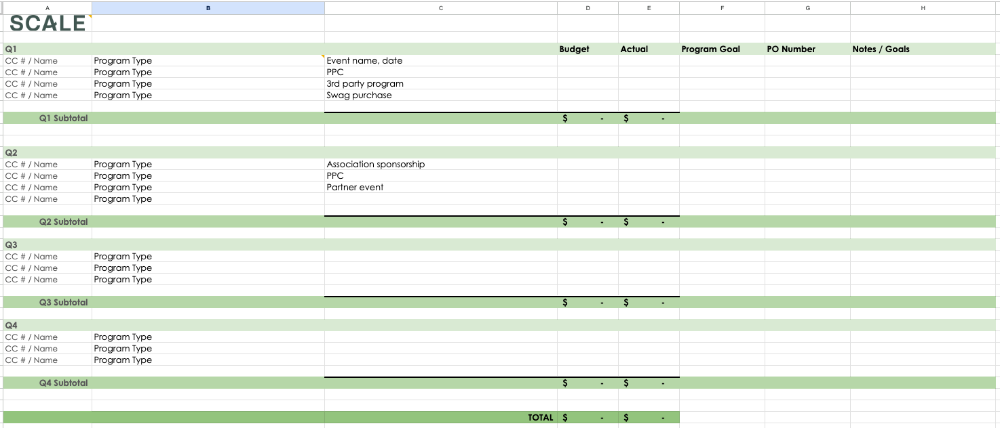 A B C D E F G H
SCALE
Q1 Budget Actual Program Goal PO Number Notes / Goals
CC # / Name Program Type Event name, date
CC # / Name Program Type PPC
CC # / Name Program Type 3rd party program
CC # / Name Program Type Swag purchase
Q1 Subtotal $ - $ -
Q2
CC # / Name Program Type Association sponsorship
CC # / Name Program Type PPC
CC # / Name Program Type Partner event
CC # / Name Program Type
Q2 Subtotal $ - $ -
Q3
CC # / Name Program Type
CC # / Name Program Type
CC # / Name Program Type
Q3 Subtotal $ - $ -
Q4
CC # / Name Program Type
CC # / Name Program Type
CC # / Name Program Type
Q4 Subtotal $ - $ -
TOTAL $ - $ -